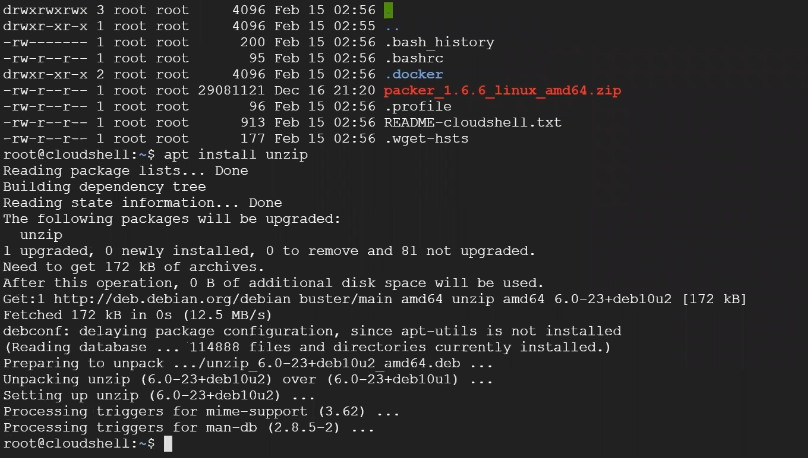 drwxrwxrwx 3 root root     4096 Feb 15 02:56 .
drwxr-xr-x 1 root root     4096 Feb 15 02:55 ..
-rw------- 1 root root      200 Feb 15 02:56 .bash_history
-rw-r--r-- 1 root root       95 Feb 15 02:56 .bashrc
drwxr-xr-x 2 root root     4096 Feb 15 02:56 .docker
-rw-r--r-- 1 root root 29081121 Dec 16 21:20 packer_1.6.6_linux_amd64.zip
-rw-r--r-- 1 root root       96 Feb 15 02:56 .profile
-rw-r--r-- 1 root root      913 Feb 15 02:56 README-cloudshell.txt
-rw-r--r-- 1 root root      177 Feb 15 02:56 .wget-hsts
root@cloudshell:~$ apt install unzip
Reading package lists... Done
Building dependency tree
Reading state information... Done
The following packages will be upgraded:
  unzip
1 upgraded, 0 newly installed, 0 to remove and 81 not upgraded.
Need to get 172 kB of archives.
After this operation, 0 B of additional disk space will be used.
Get:1 http://deb.debian.org/debian buster/main amd64 unzip amd64 6.0-23+deb10u2 [172 kB]
Fetched 172 kB in 0s (12.5 MB/s)
debconf: delaying package configuration, since apt-utils is not installed
(Reading database ... 114888 files and directories currently installed.)
Preparing to unpack .../unzip_6.0-23+deb10u2_amd64.deb ...
Unpacking unzip (6.0-23+deb10u2) over (6.0-23+deb10u1) ...
Setting up unzip (6.0-23+deb10u2) ...
Processing triggers for mime-support (3.62) ...
Processing triggers for man-db (2.8.5-2) ...
root@cloudshell:~$